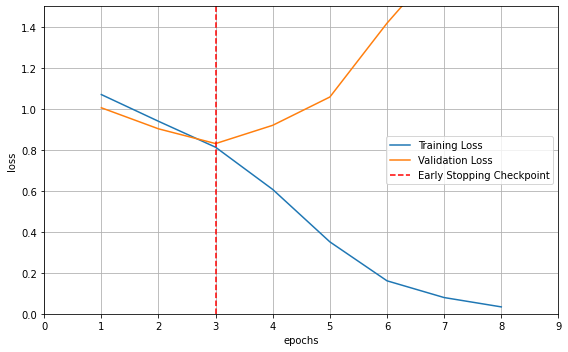 1.4
1.2
1.0
0.8
0.6
0.4
0.2
0.0
loss
Training Loss
Validation Loss
Early Stopping Checkpoint
0 1 2 3 4 5 6 7 8 9
epochs